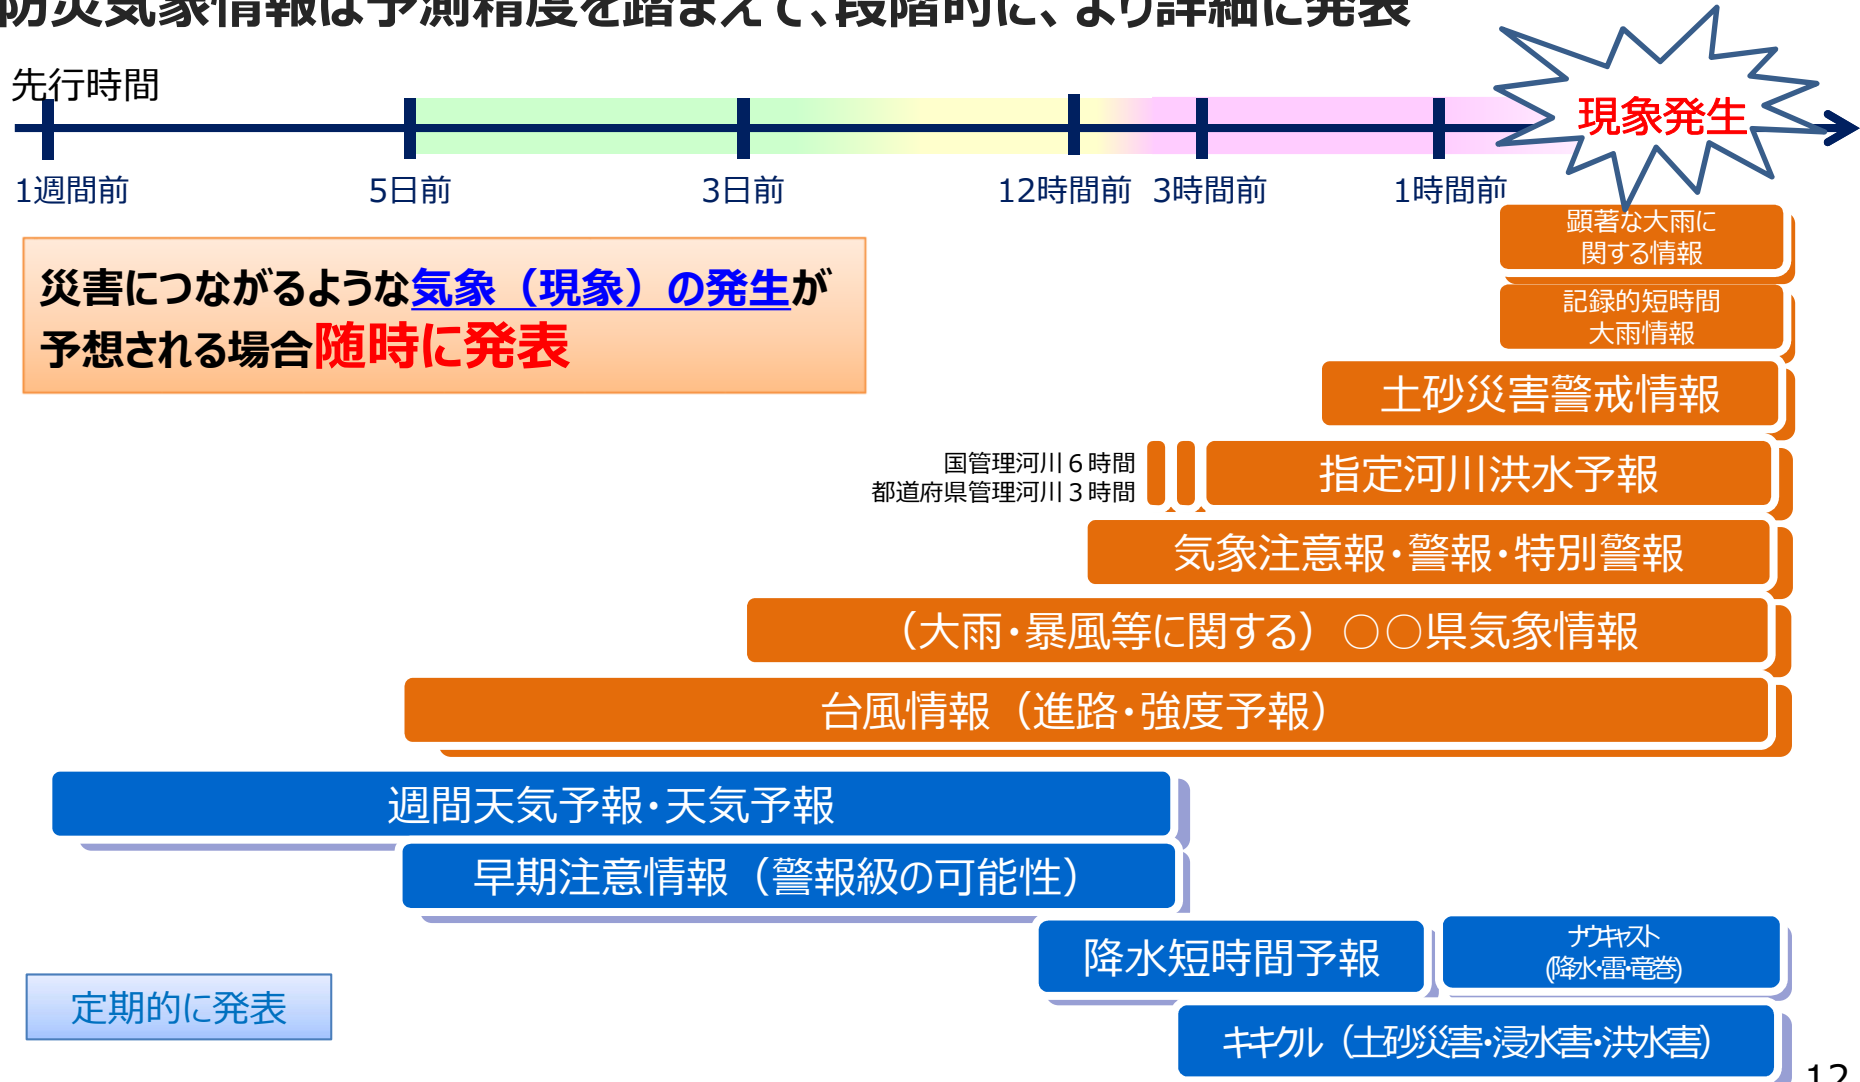 防災気象情報は予測精度を踏まえて、段階的に、より詳細に発表
先行時間
現象発生
1週間前
5日前
3日前
12時間前
3時間前
1時間前
災害につながるような気象（現象）の発生が
予想される場合随時に発表
顕著な大雨に
関する情報
記録的短時間
大雨情報
土砂災害警戒情報
国管理河川６時間
都道府県管理河川３時間
指定河川洪水予報
気象注意報・警報・特別警報
（大雨・暴風等に関する）○○県気象情報
台風情報（進路・強度予報）
週間天気予報・天気予報
早期注意情報（警報級の可能性）
降水短時間予報
ナウキャスト
(降水・雷・竜巻)
定期的に発表
キキクル（土砂災害・浸水害・洪水害）
12